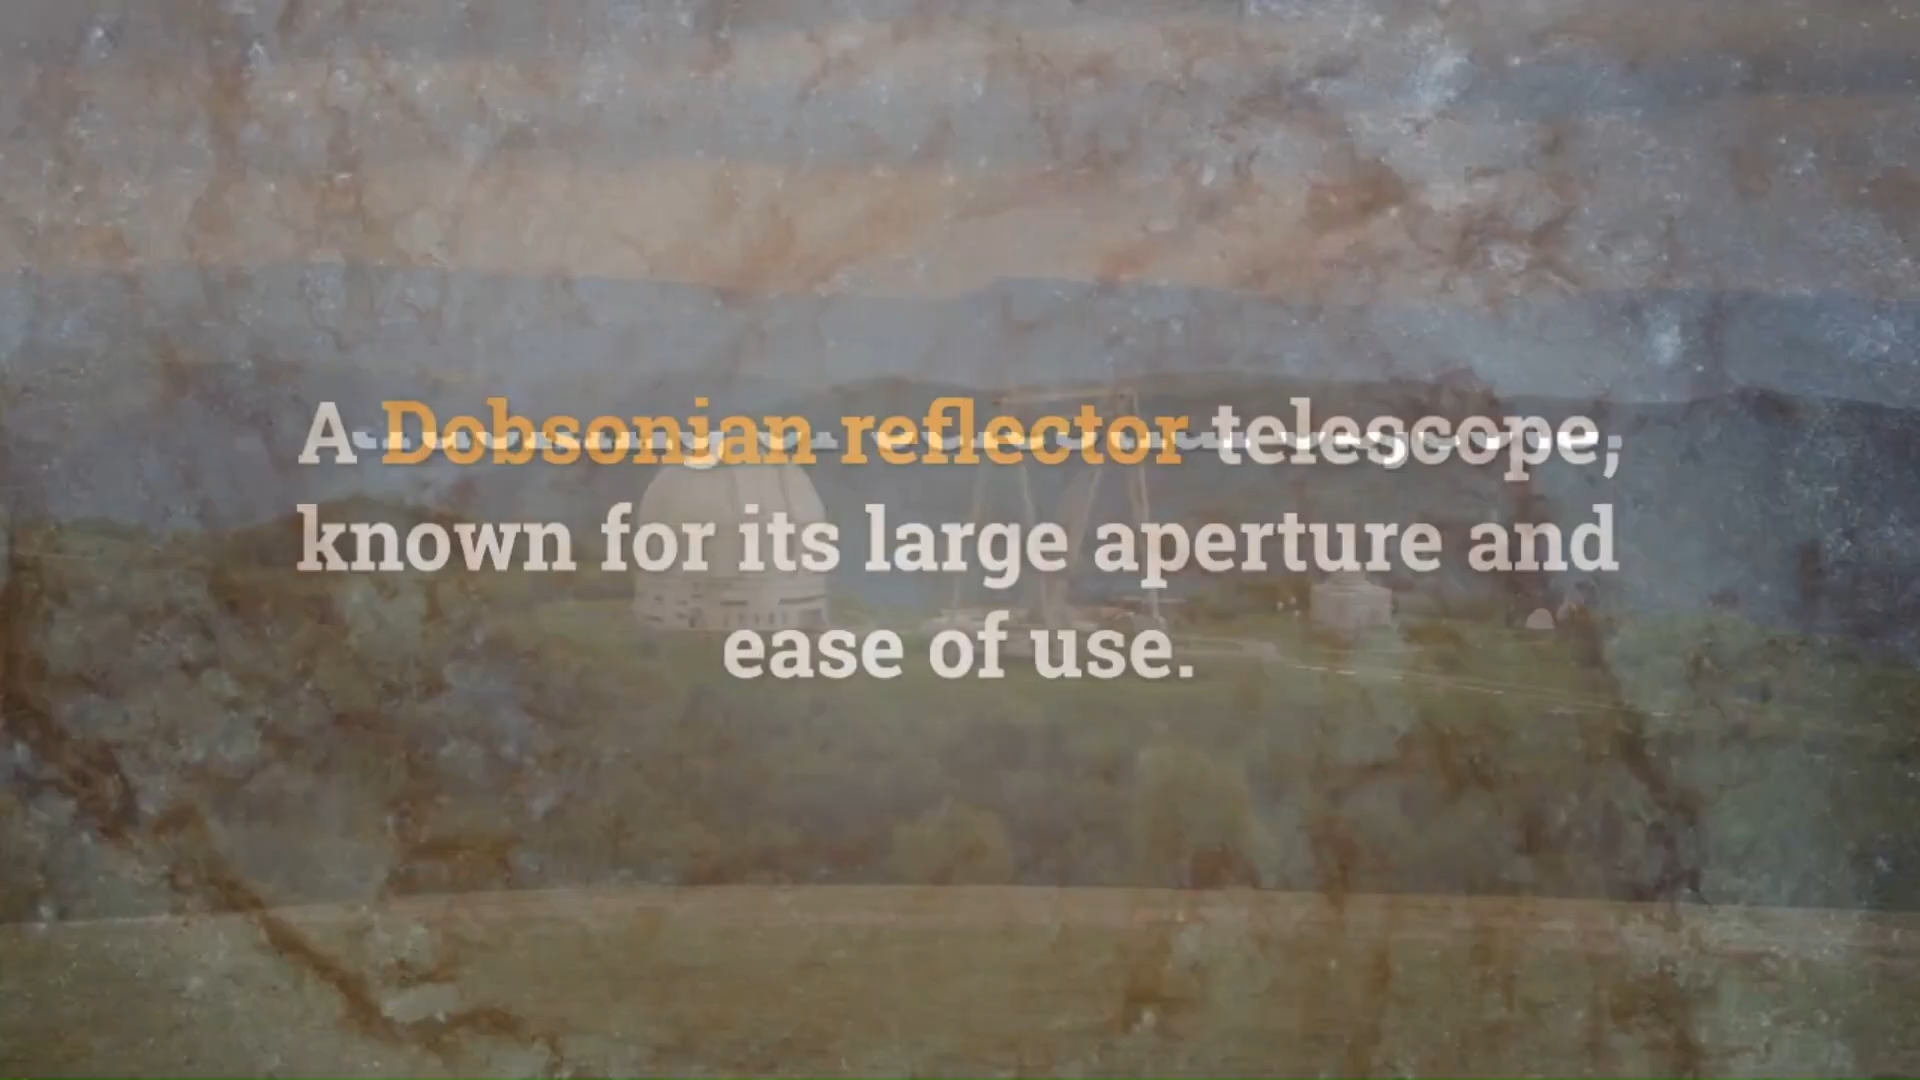 A Dobsonian reflector telescope,
known for its large aperture and
ease of use.